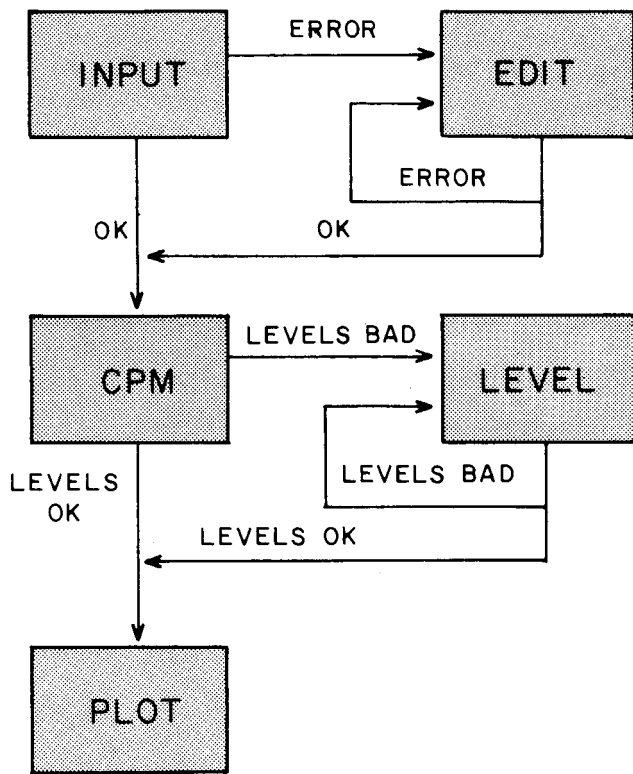 ERROR
INPUT
EDIT
ERROR
OK
OK
LEVELS BAD
CPM
LEVEL
LEVELS BAD
LEVELS
OK
LEVELS OK
PLOT